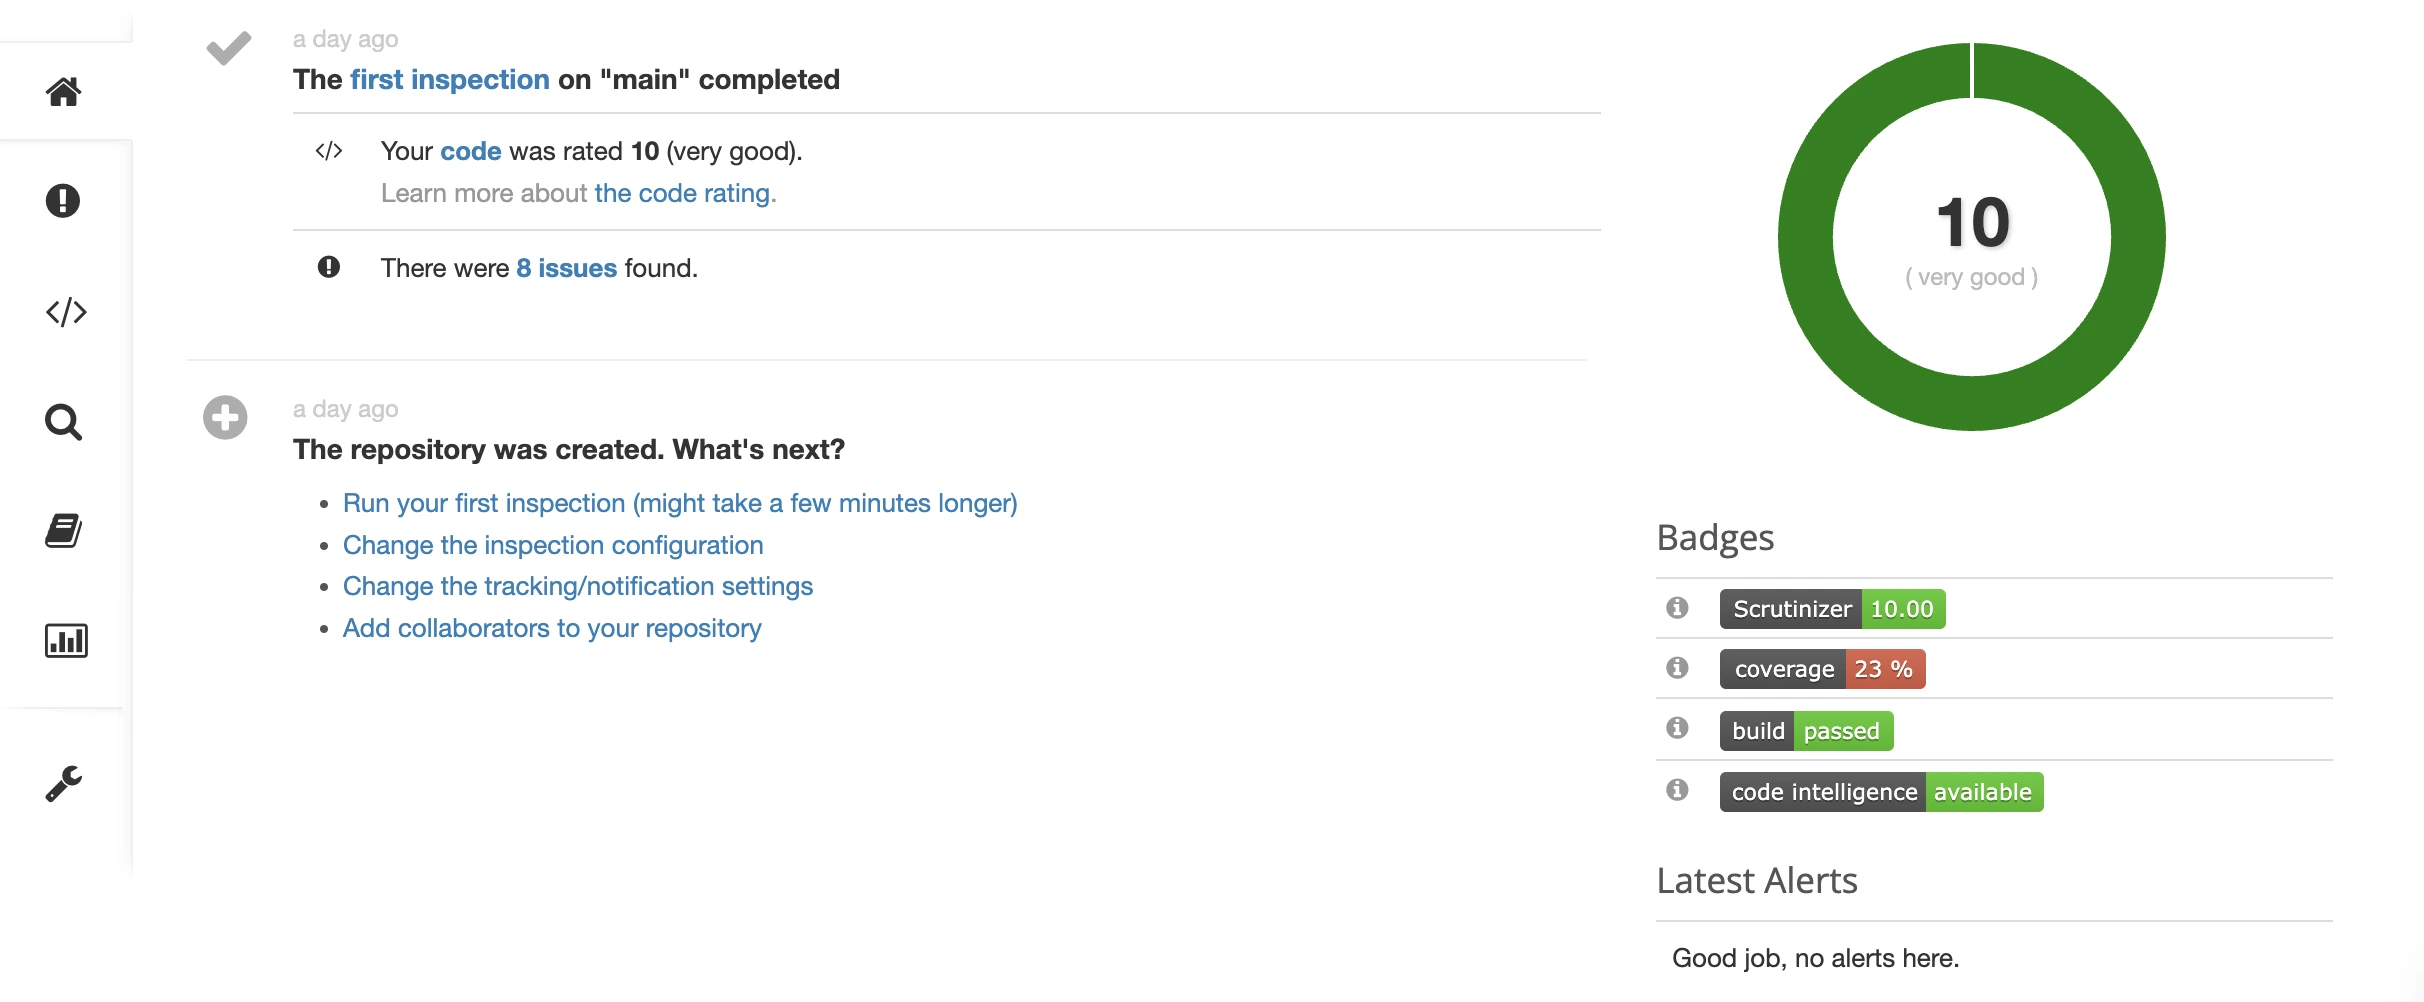 a day ago
The first inspection on "main" completed
Your code was rated 10 (very good).
Learn more about the code rating.
There were 8 issues found.
a day ago
The repository was created. What's next?
Run your first inspection (might take a few minutes longer)
Change the inspection configuration
Change the tracking/notification settings
Add collaborators to your repository
10
( very good )
Badges
Scrutinizer 10.00
coverage 23 %
build passed
code intelligence available
Latest Alerts
Good job, no alerts here.